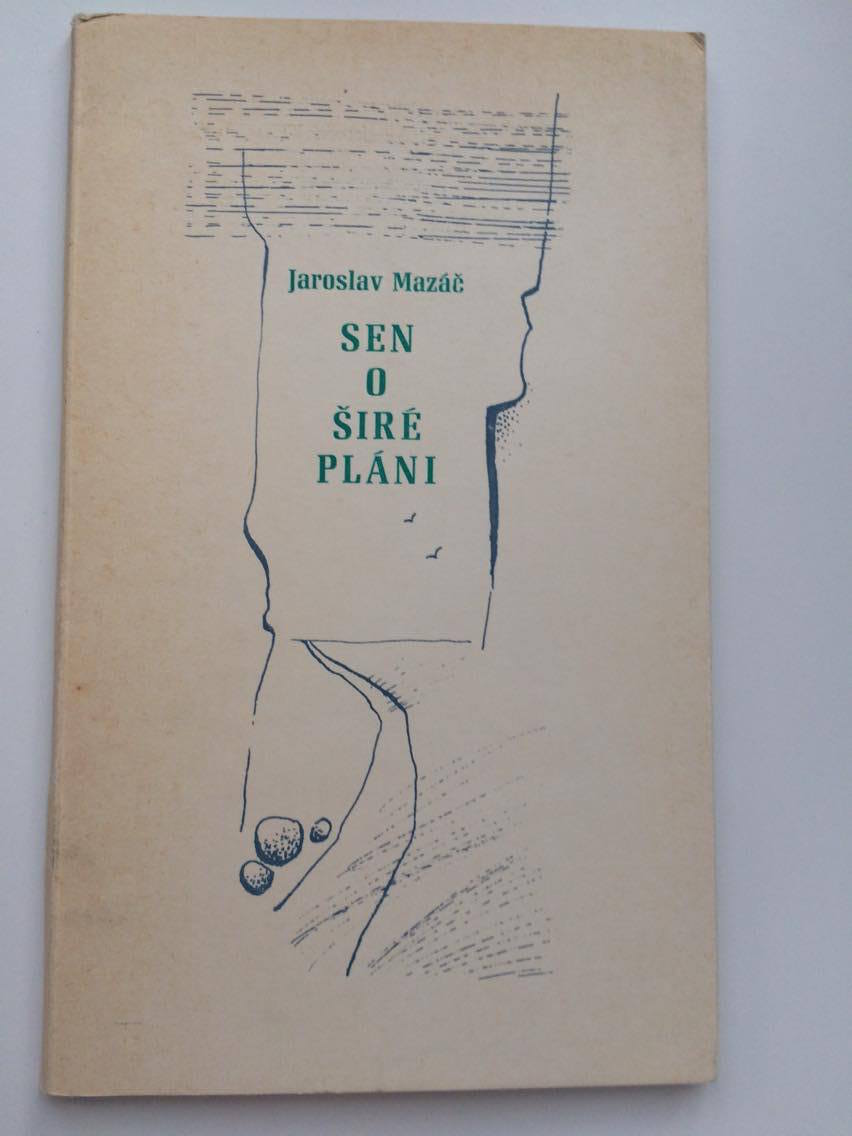 Jaroslav Mazáč
SEN
O
ŠIRÉ
PLÁNI